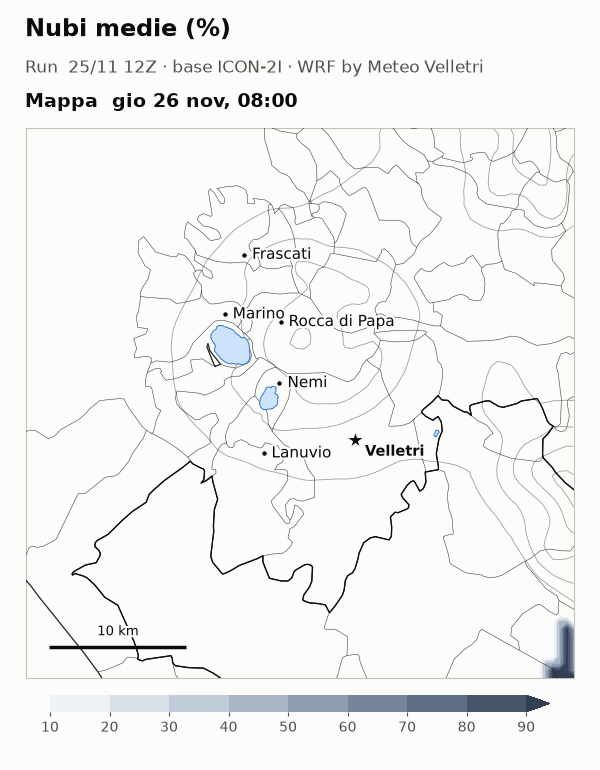 Nubi medie (%)
Run  25/11 12Z · base ICON-2I · WRF by Meteo Velletri
Mappa  gio 26 nov, 08:00
Frascati
Marino
Rocca di Papa
Nemi
Velletri
Lanuvio
10 km
10 20 30 40 50 60 70 80 90